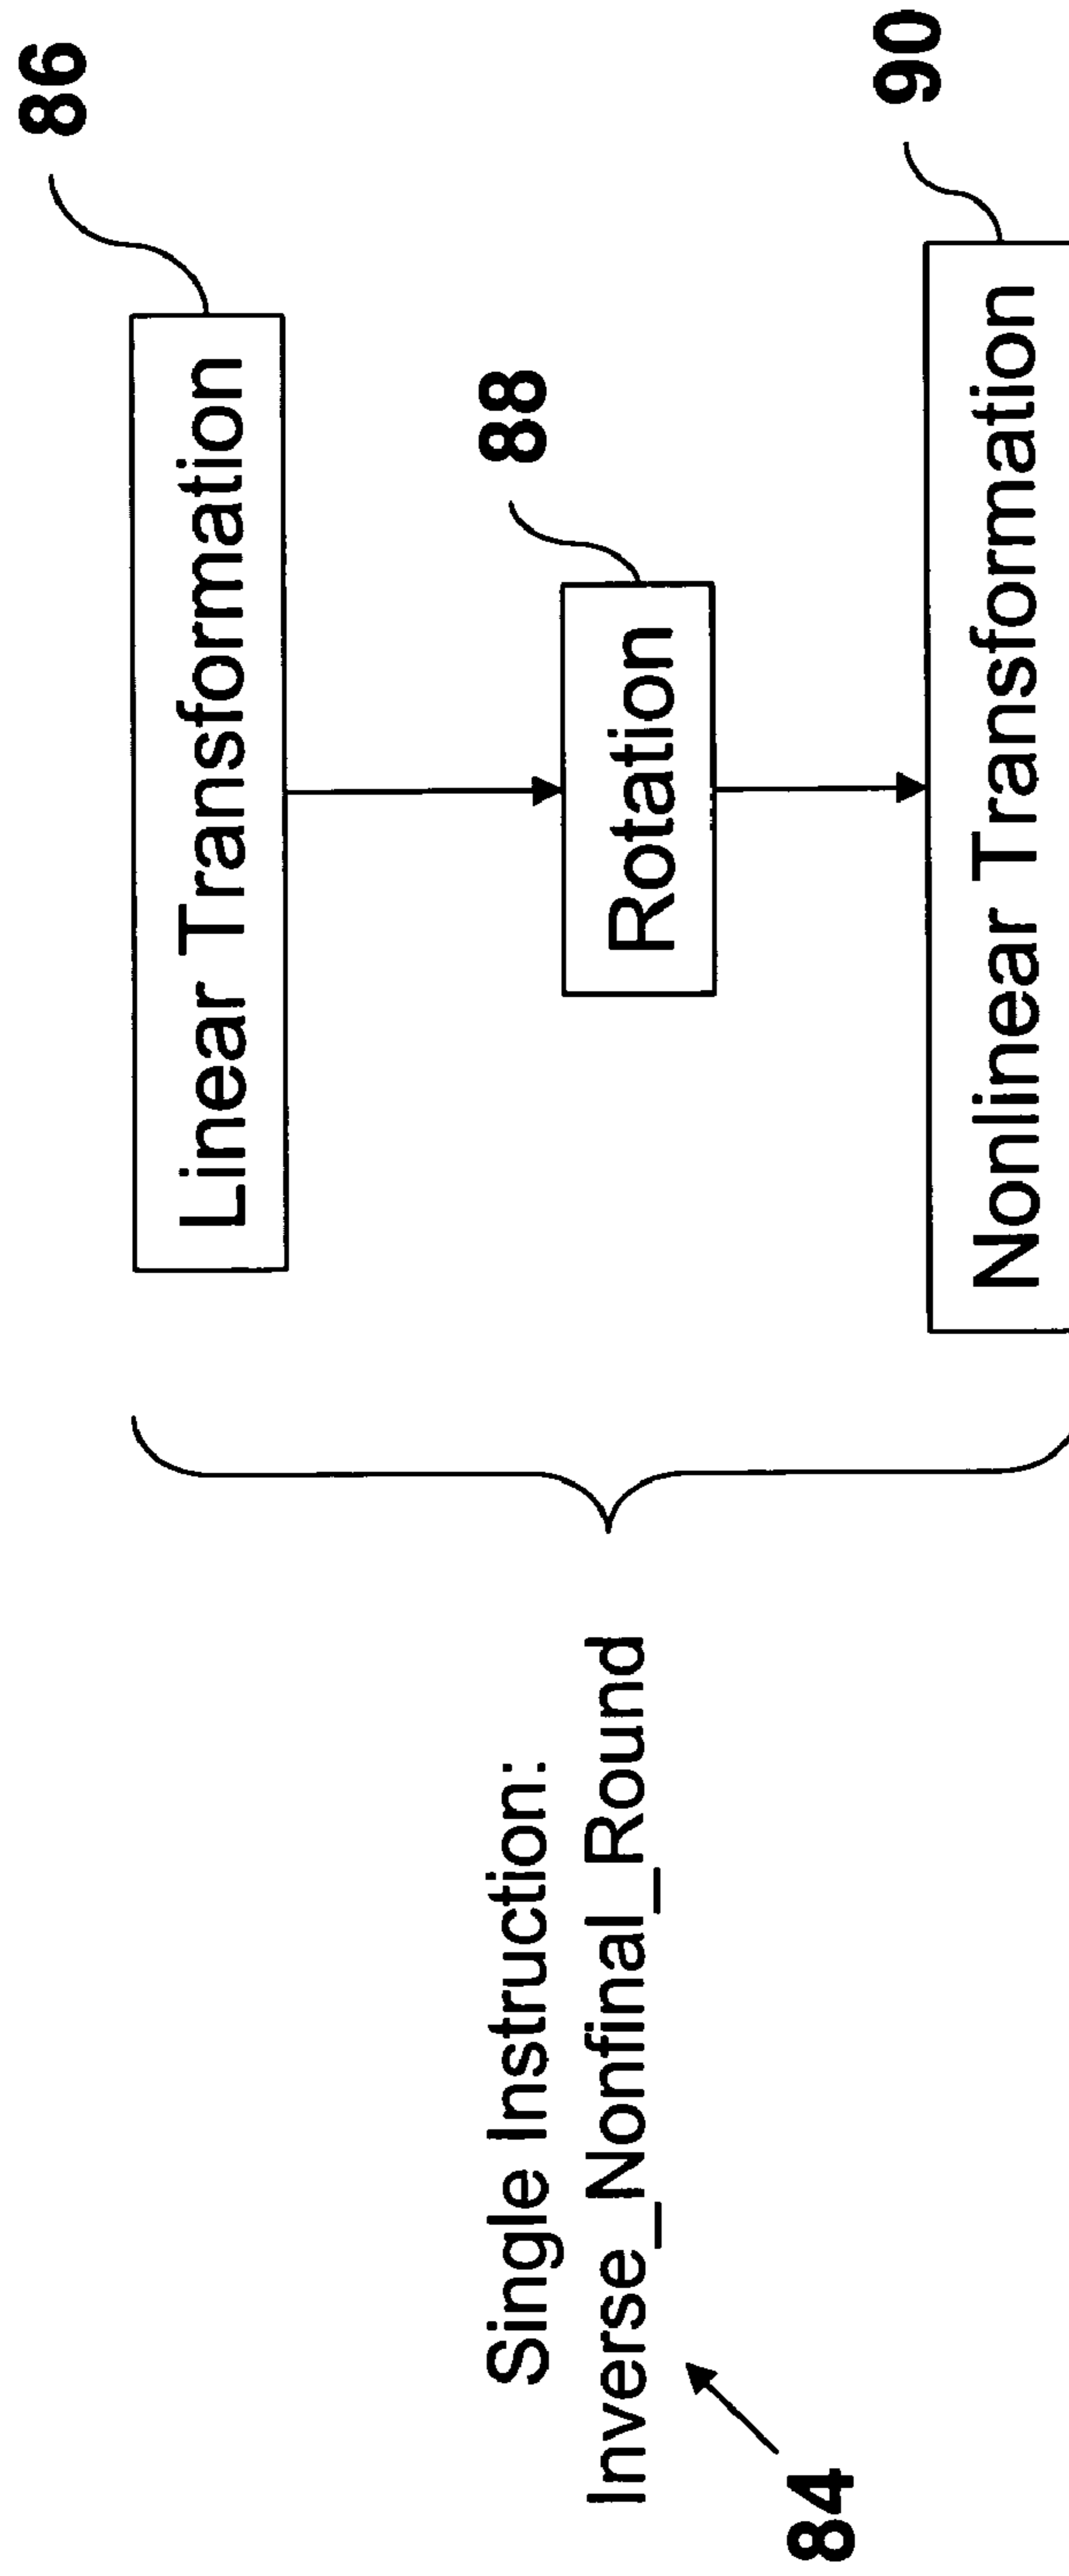 Single Instruction:
Inverse_Nonfinal_Round
84
Linear Transformation
86
Rotation
88
Nonlinear Transformation
90